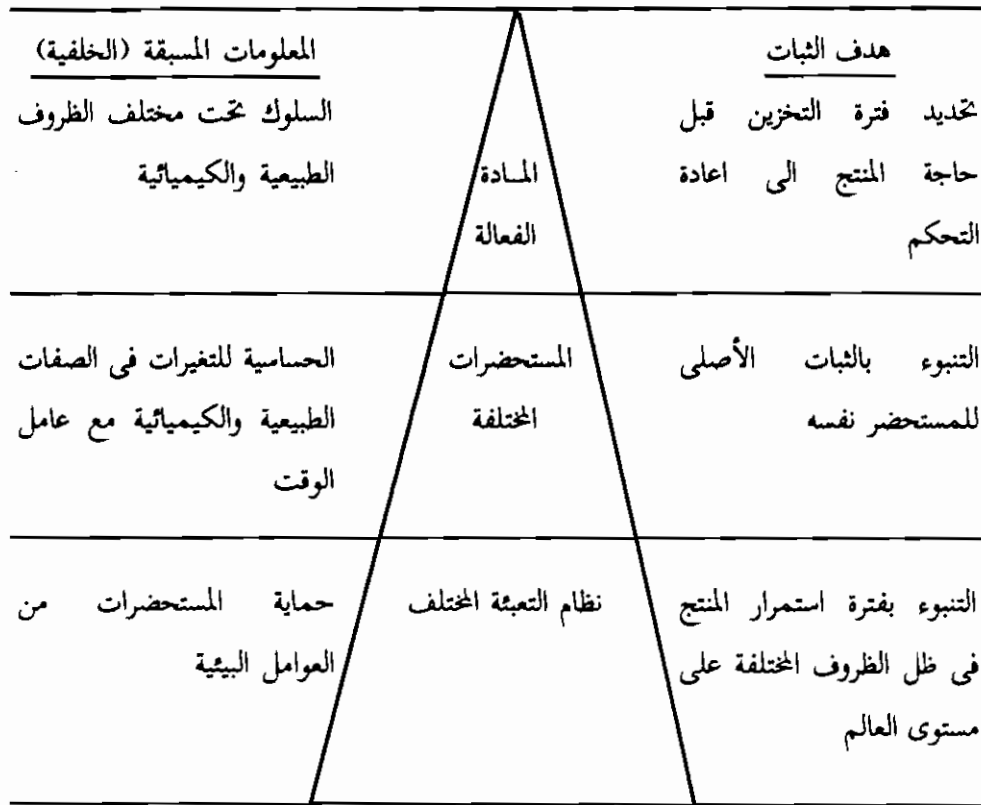 هدف الثبات
تحديد فترة التخزين قبل
حاجة المنتج الى اعادة
التحكم
المادة
الفعالة
المعلومات المسبقة (الخلفية)
السلوك تحت مختلف الظروف
الطبيعية والكيميائية
التنبوء بالثبات الأصلى
للمستحضر نفسه
المستحضرات
المختلفة
الحساسية للتغيرات فى الصفات
الطبيعية والكيميائية مع عامل
الوقت
التنبوء بفترة استمرار المنتج
فى ظل الظروف المختلفة على
مستوى العالم
نظام التعبئة المختلف
حماية المستحضرات من
العوامل البيئية